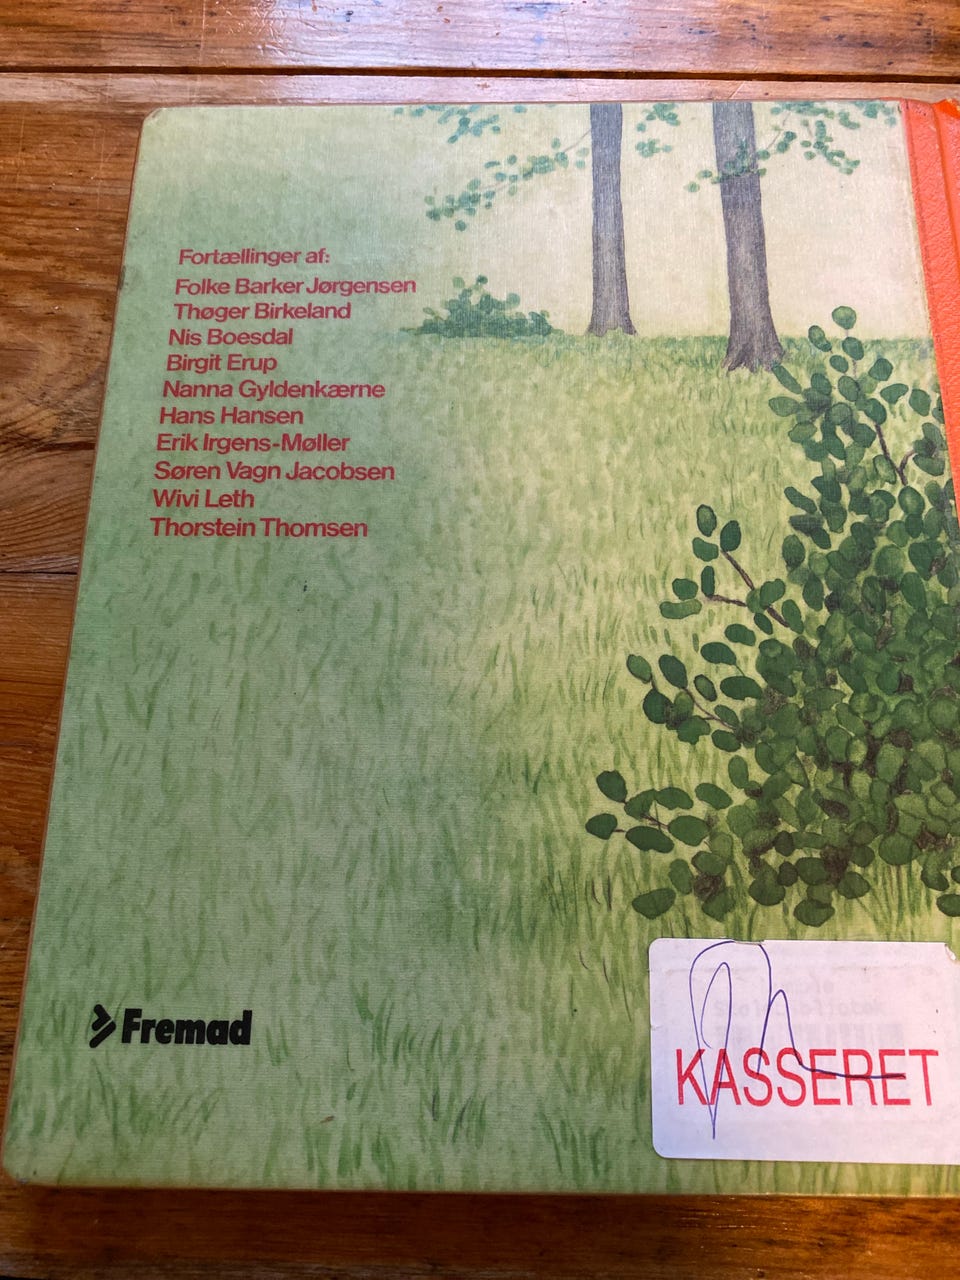 Fortællinger af:
Folke Barker Jørgensen
Thøger Birkeland
Nis Boesdal
Birgit Erup
Nanna Gyldenkærne
Hans Hansen
Erik Irgens-Møller
Søren Vagn Jacobsen
Wivi Leth
Thorstein Thomsen
Fremad
KASSERET